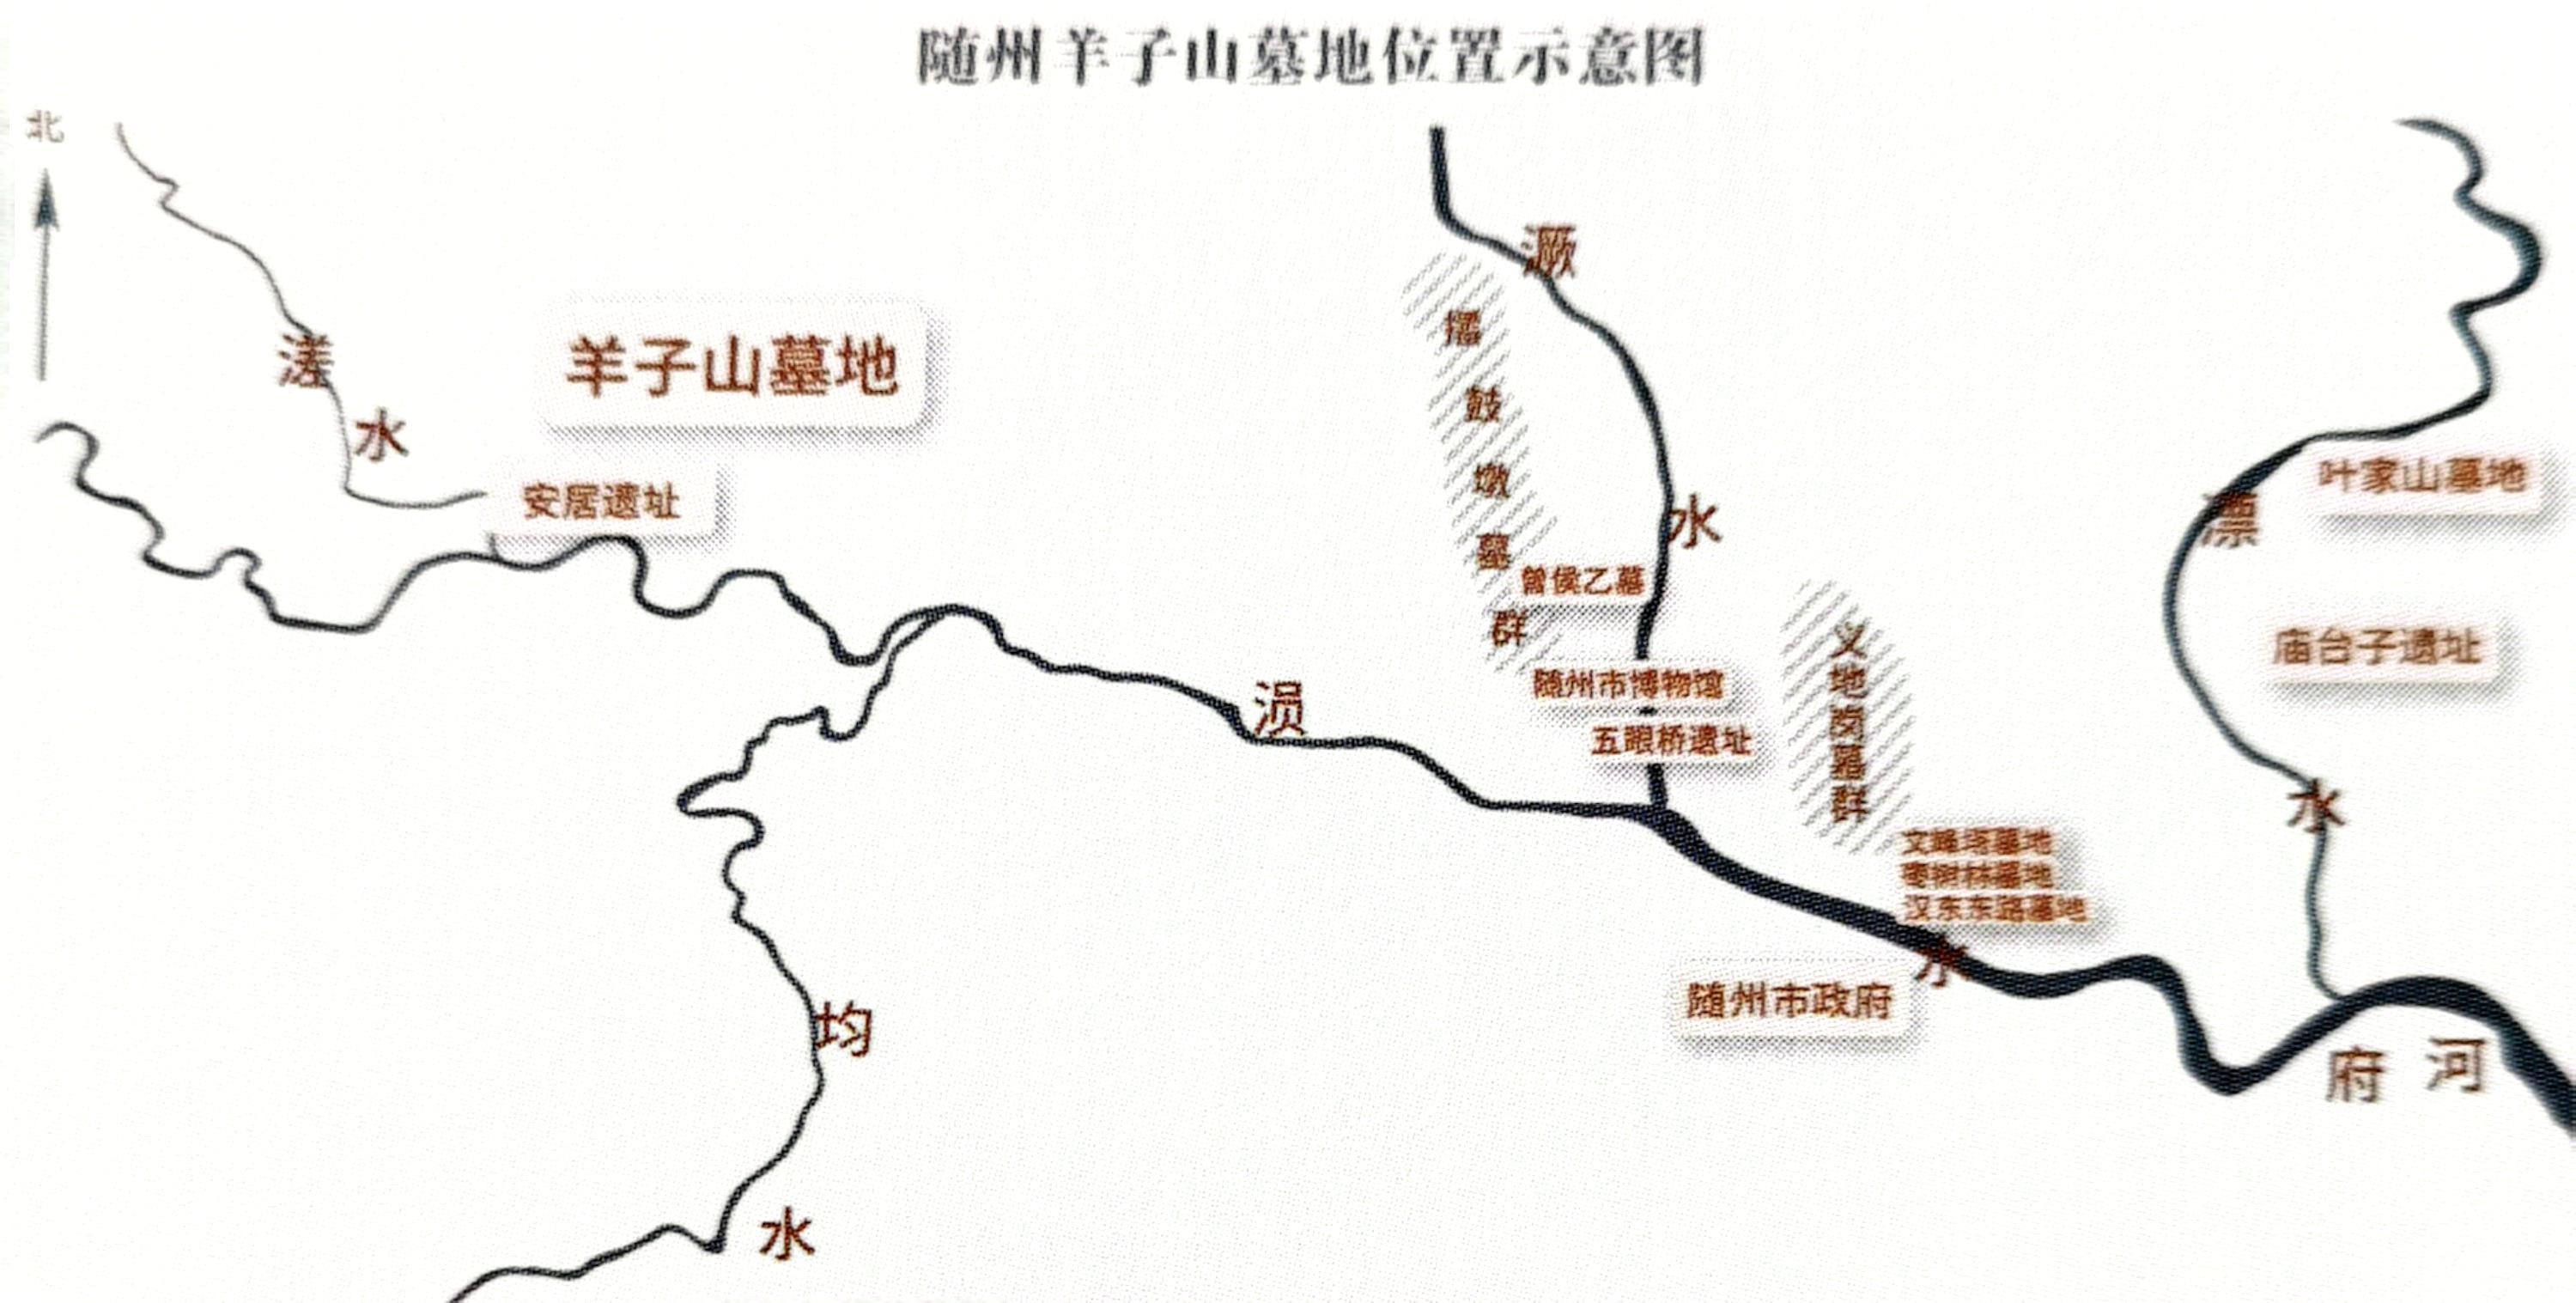 随州羊子山墓地位置示意图
北
溠水
羊子山墓地
安居遗址
㵐水
擂鼓墩墓群
曾侯乙墓
随州市博物馆
五眼桥遗址
义地岗墓群
文峰塔墓地
枣树林墓地
汉东东路墓地
涢水
随州市政府
均水
漂水
叶家山墓地
庙台子遗址
府河